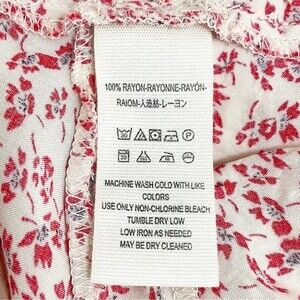 100% RAYON-RAYONNE-RAYÓN-
RAIOM-人造絲-レーヨン
MACHINE WASH COLD WITH LIKE
COLORS
USE ONLY NON-CHLORINE BLEACH
TUMBLE DRY LOW
LOW IRON AS NEEDED
MAY BE DRY CLEANED